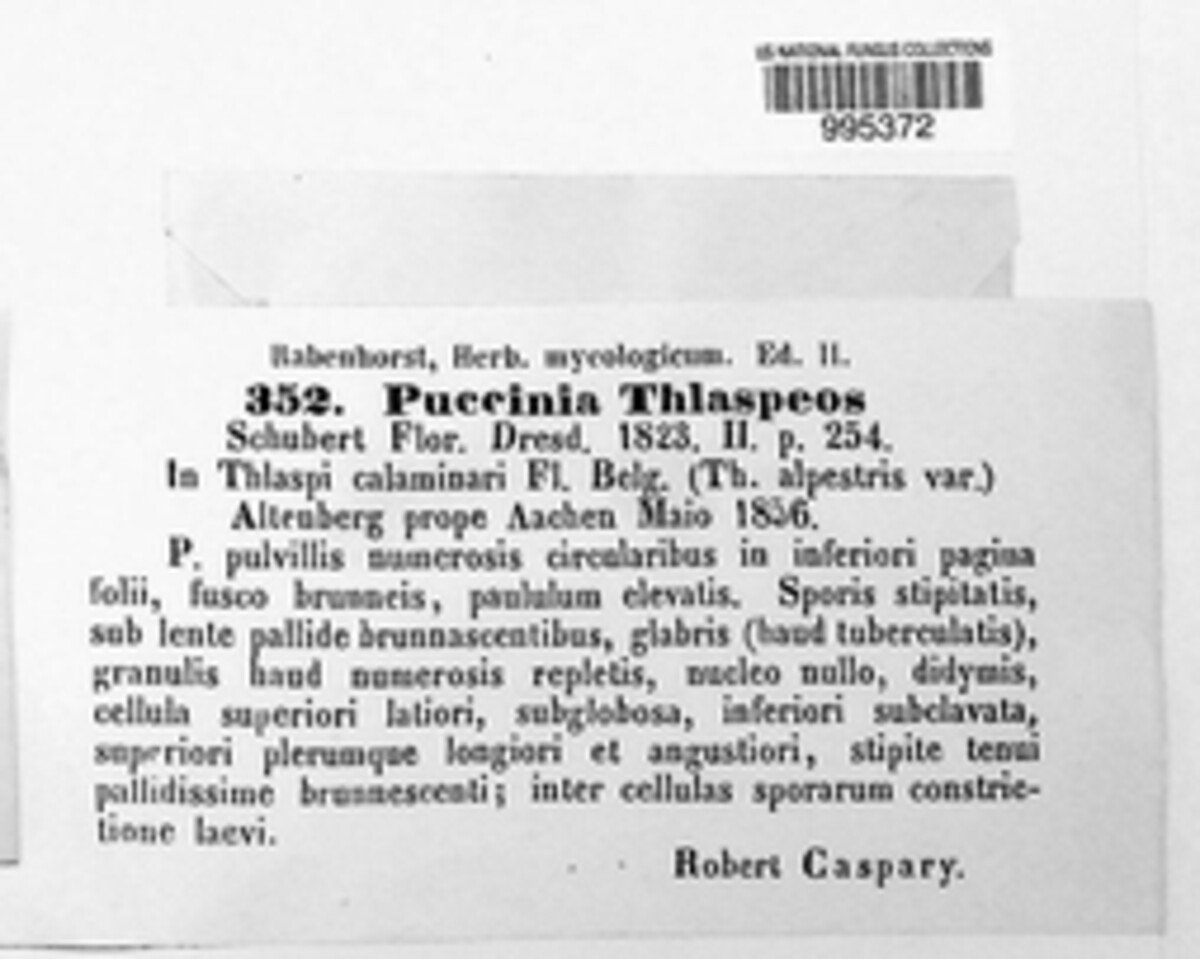 US NATIONAL FUNGUS COLLECTIONS
995372
Rabenhorst, Herb. mycologicum. Ed. II.
352. Puccinia Thlaspeos
Schubert Flor. Dresd. 1823. II. p. 254.
In Thlaspi calaminari Fl. Belg. (Th. alpestris var.)
Altenberg prope Aachen Maio 1856.
P. pulvillis numerosis circularibus in inferiori pagina
folii, fusco brunneis, paululum elevatis. Sporis stipitatis,
sub lente pallide brunnascentibus, glabris (haud tuberculatis),
granulis haud numerosis repletis, nucleo nullo, didymis,
cellula superiori latiori, subglobosa, inferiori subclavata,
superiori plerumque longiori et angustiori, stipite tenui
pallidissime brunnescenti; inter cellulas sporarum constric-
tione laevi.
Robert Caspary.